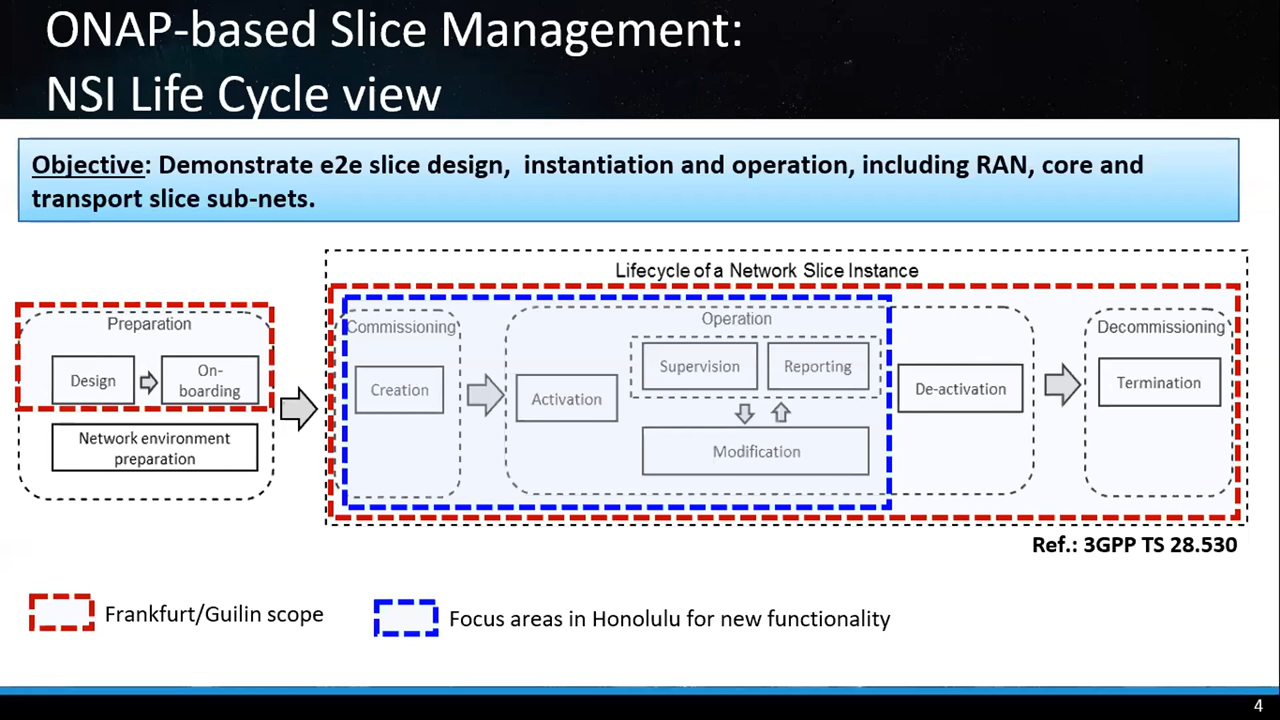 ONAP-based Slice Management:
NSI Life Cycle view
Objective: Demonstrate e2e slice design, instantiation and operation, including RAN, core and
transport slice sub-nets.
Lifecycle of a Network Slice Instance
Preparation
Design
On-
boarding
Network environment
preparation
Commissioning
Creation
Operation
Activation
Supervision
Reporting
Modification
De-activation
Decommissioning
Termination
Ref.: 3GPP TS 28.530
Frankfurt/Guilin scope
Focus areas in Honolulu for new functionality
4